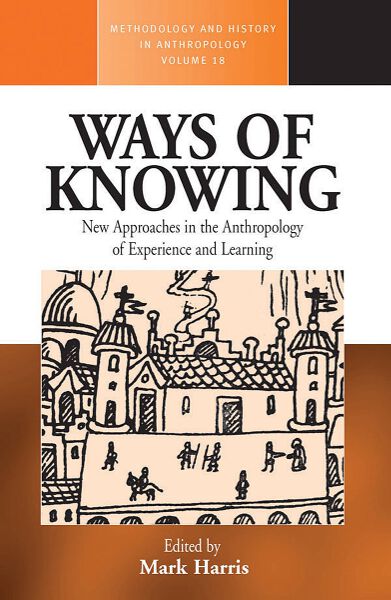 METHODOLOGY AND HISTORY
IN ANTHROPOLOGY
VOLUME 18
WAYS OF
KNOWING
New Approaches in the Anthropology
of Experience and Learning
Edited by
Mark Harris